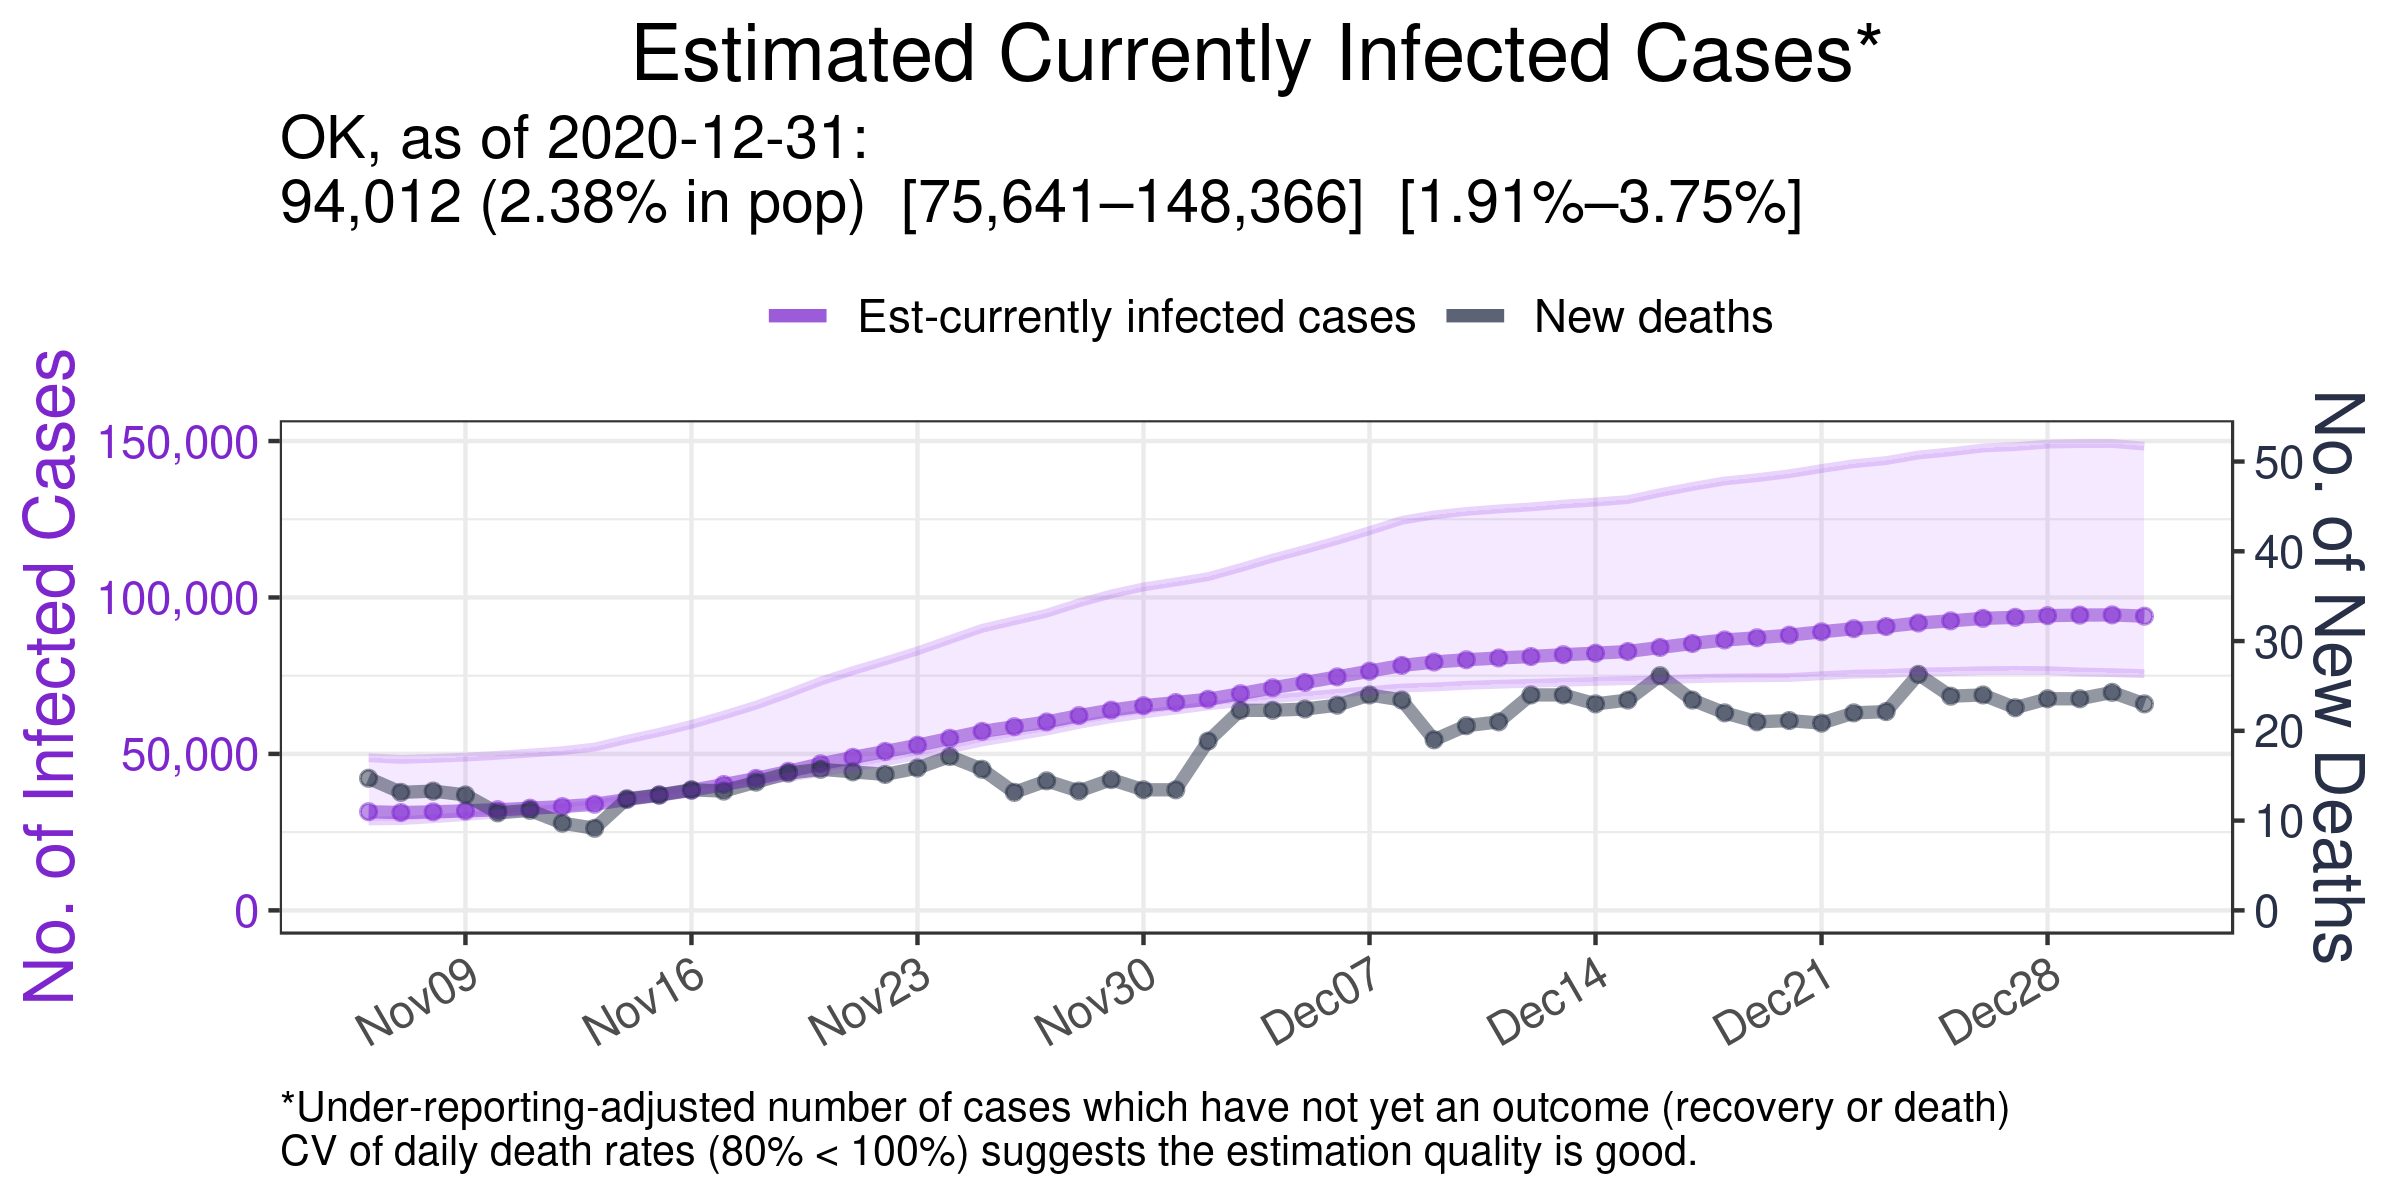 Estimated Currently Infected Cases*
OK, as of 2020-12-31:
94,012 (2.38% in pop)  [75,641–148,366]  [1.91%–3.75%]
Est-currently infected cases
New deaths
No. of Infected Cases
150,000
100,000
50,000
0
No. of New Deaths
50
40
30
20
10
0
Nov09
Nov16
Nov23
Nov30
Dec07
Dec14
Dec21
Dec28
*Under-reporting-adjusted number of cases which have not yet an outcome (recovery or death)
CV of daily death rates (80% < 100%) suggests the estimation quality is good.